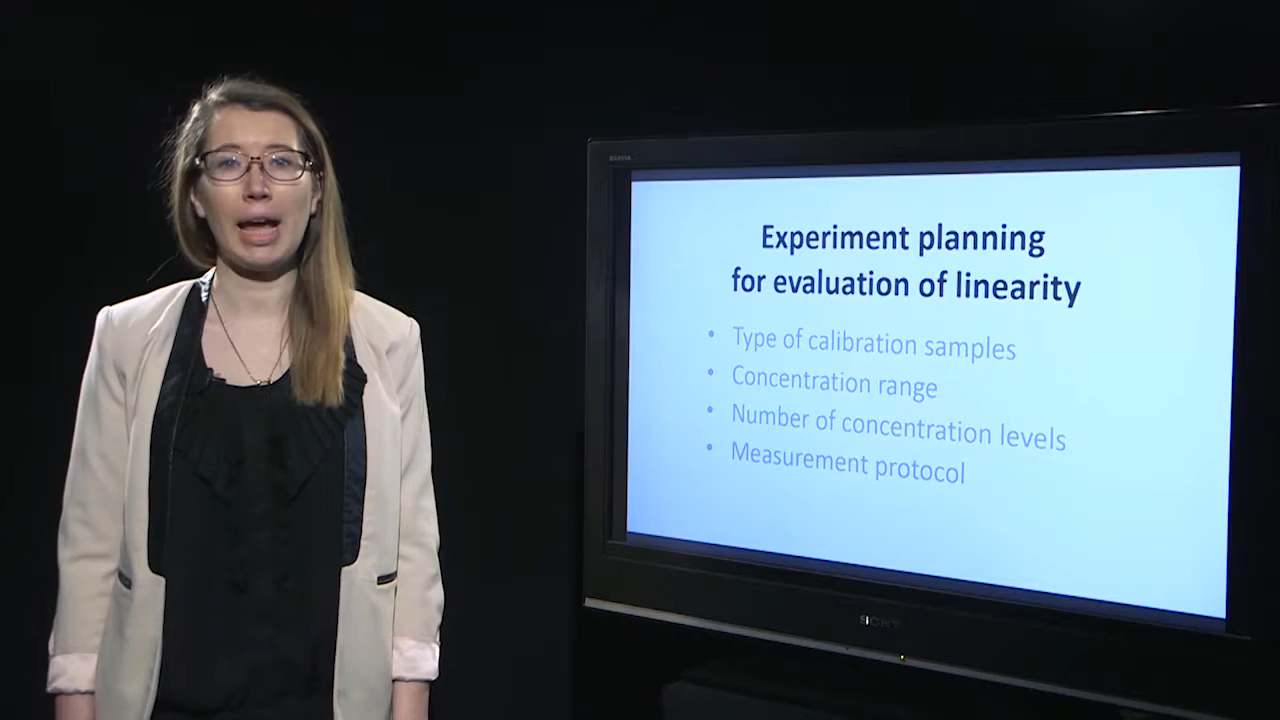 BRAVIA
Experiment planning
for evaluation of linearity
• Type of calibration samples
• Concentration range
• Number of concentration levels
• Measurement protocol
SONY